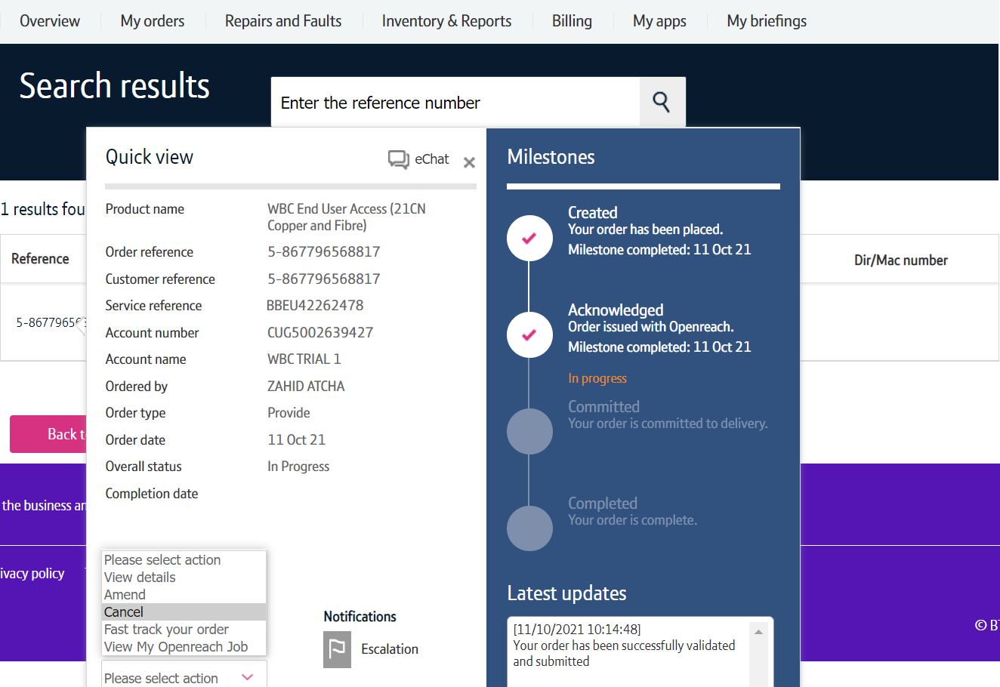 Overview My orders Repairs and Faults Inventory & Reports Billing My apps My briefings
Search results
Enter the reference number
1 results fou
Reference
Dir/Mac number
5-86779656
Back t
the business an
ivacy policy
© B
Quick view
eChat
Product name WBC End User Access (21CN
Copper and Fibre)
Order reference 5-867796568817
Customer reference 5-867796568817
Service reference BBEU42262478
Account number CUG5002639427
Account name WBC TRIAL 1
Ordered by ZAHID ATCHA
Order type Provide
Order date 11 Oct 21
Overall status In Progress
Completion date
Please select action
View details
Amend
Cancel
Fast track your order
View My Openreach Job
Please select action
Notifications
Escalation
Milestones
Created
Your order has been placed.
Milestone completed: 11 Oct 21
Acknowledged
Order issued with Openreach.
Milestone completed: 11 Oct 21
In progress
Committed
Your order is committed to delivery.
Completed
Your order is complete.
Latest updates
[11/10/2021 10:14:48]
Your order has been successfully validated
and submitted